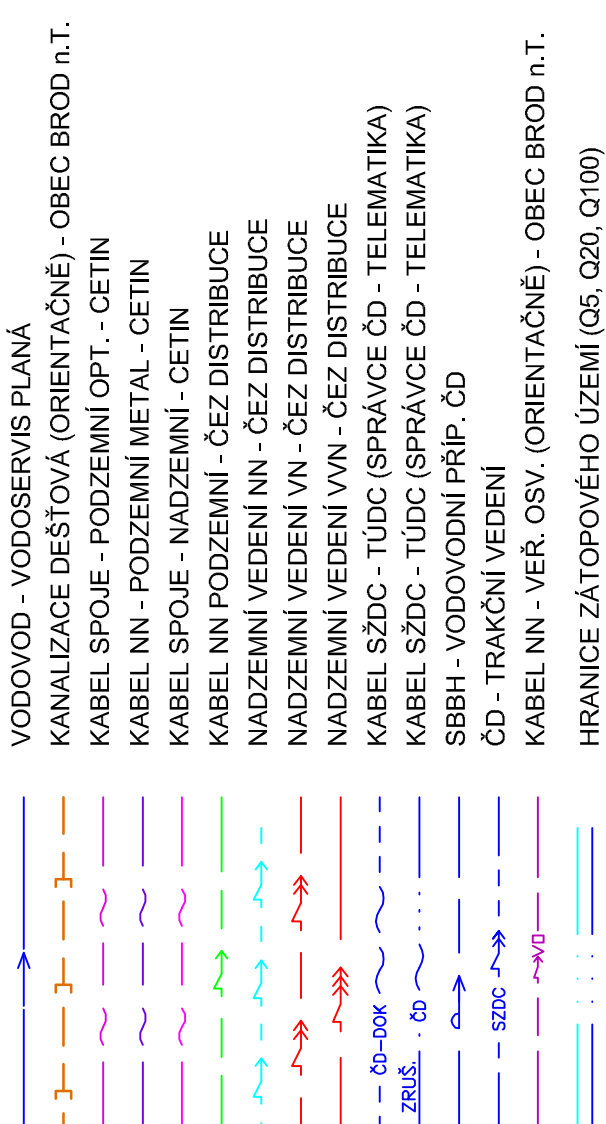 VODOVOD - VODOSERVIS PLANÁ
KANALIZACE DEŠŤOVÁ (ORIENTAČNĚ) - OBEC BROD n.T.
KABEL SPOJE - PODZEMNÍ OPT. - CETIN
KABEL NN - PODZEMNÍ METAL - CETIN
KABEL SPOJE - NADZEMNÍ - CETIN
KABEL NN PODZEMNÍ - ČEZ DISTRIBUCE
NADZEMNÍ VEDENÍ NN - ČEZ DISTRIBUCE
NADZEMNÍ VEDENÍ VN - ČEZ DISTRIBUCE
NADZEMNÍ VEDENÍ VVN - ČEZ DISTRIBUCE
ČD-DOK KABEL SŽDC - TÚDC (SPRÁVCE ČD - TELEMATIKA)
ZRUŠ. ČD KABEL SŽDC - TÚDC (SPRÁVCE ČD - TELEMATIKA)
SBBH - VODOVODNÍ PŘÍP. ČD
SZDC ČD - TRAKČNÍ VEDENÍ
VO KABEL NN - VEŘ. OSV. (ORIENTAČNĚ) - OBEC BROD n.T.
HRANICE ZÁTOPOVÉHO ÚZEMÍ (Q5, Q20, Q100)